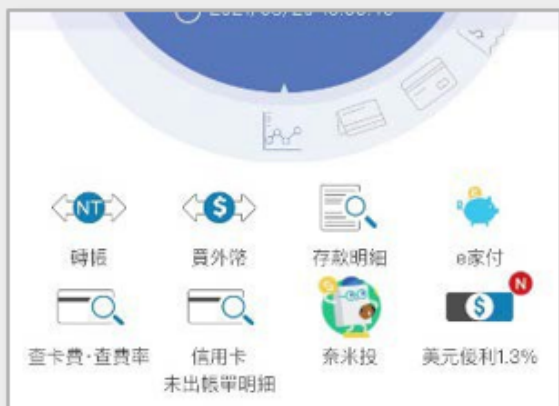 NT
$
$
轉帳
買外幣
存款明細
e家付
N
$
查卡費·查費率
信用卡
未出帳單明細
奈米投
美元優利1.3%